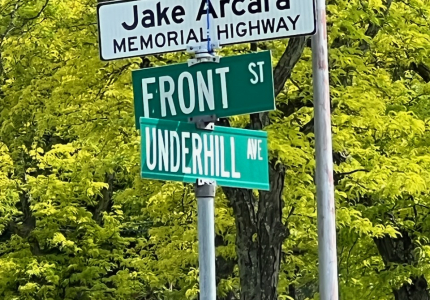 Jake Arcara
MEMORIAL HIGHWAY
FRONT ST
UNDERHILL AVE